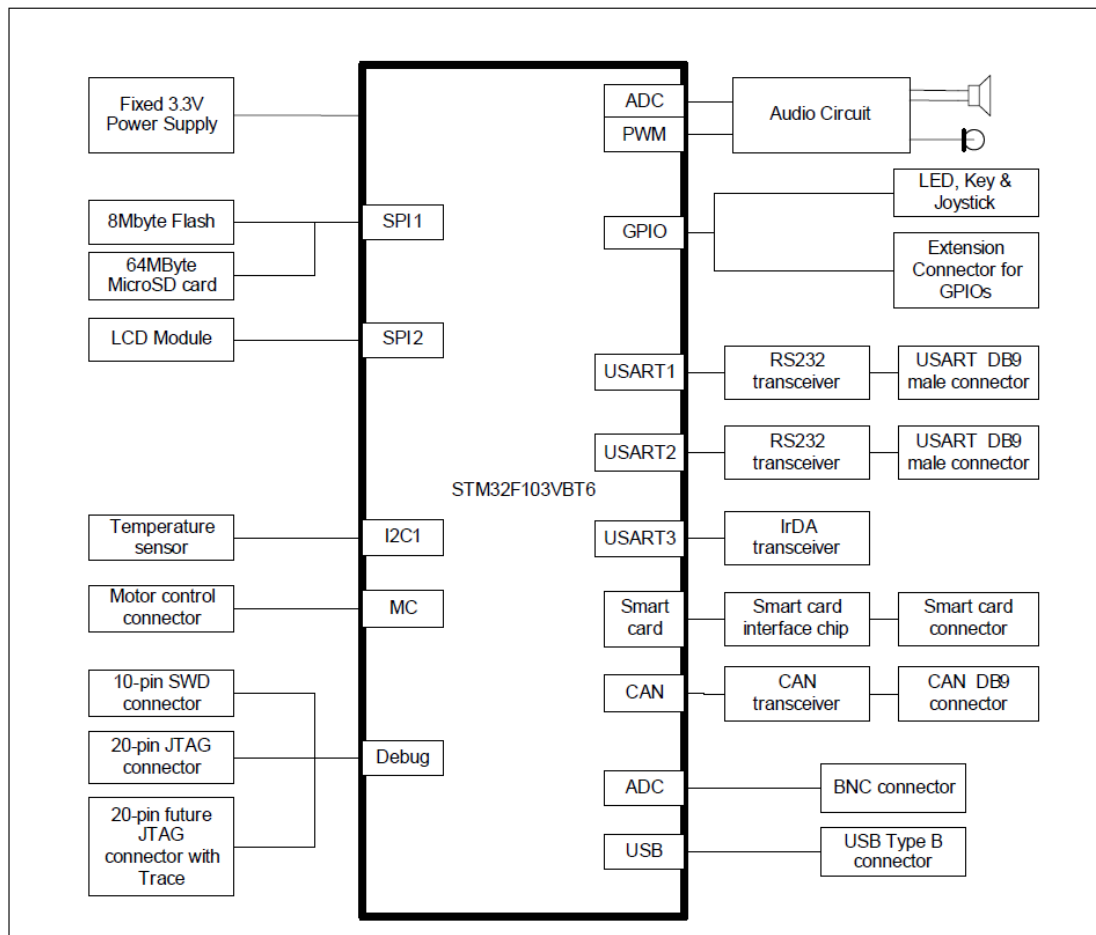 Fixed 3.3V
Power Supply
8Mbyte Flash
64MByte
MicroSD card
LCD Module
Temperature
sensor
Motor control
connector
10-pin SWD
connector
20-pin JTAG
connector
20-pin future
JTAG
connector with
Trace
SPI1
SPI2
I2C1
MC
Debug
STM32F103VBT6
ADC
PWM
GPIO
USART1
USART2
USART3
Smart
card
CAN
ADC
USB
Audio Circuit
LED, Key &
Joystick
Extension
Connector for
GPIOs
RS232
transceiver
USART DB9
male connector
RS232
transceiver
USART DB9
male connector
IrDA
transceiver
Smart card
interface chip
Smart card
connector
CAN
transceiver
CAN DB9
connector
BNC connector
USB Type B
connector